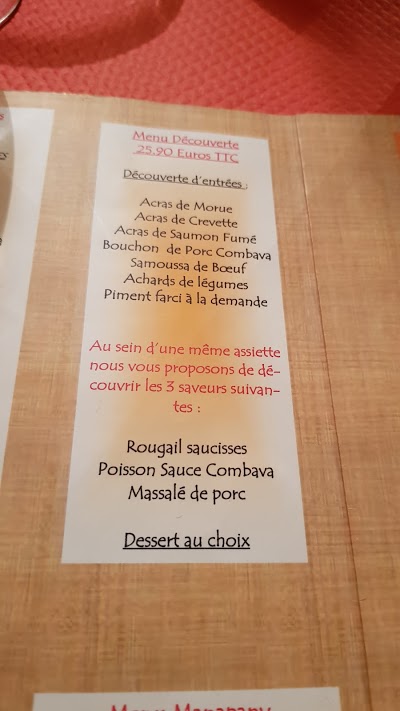 Menu Découverte
25.90 Euros TTC
Découverte d'entrées :
Acras de Morue
Acras de Crevette
Acras de Saumon Fumé
Bouchon de Porc Combava
Samoussa de Bœuf
Achards de légumes
Piment farci à la demande
Au sein d'une même assiette
nous vous proposons de dé-
couvrir les 3 saveurs suivan-
tes :
Rougail saucisses
Poisson Sauce Combava
Massalé de porc
Dessert au choix